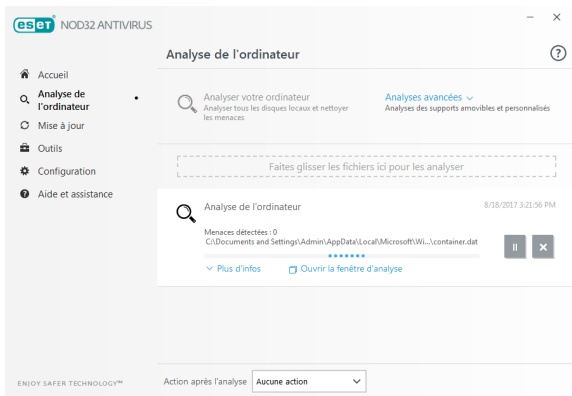 eset NOD32 ANTIVIRUS
Analyse de l'ordinateur
?
Accueil
Analyse de
l'ordinateur
Mise à jour
Outils
Configuration
Aide et assistance
Analyser votre ordinateur
Analyser tous les disques locaux et nettoyer
les menaces
Analyses avancées
Analyses des supports amovibles et personnalisés
Faites glisser les fichiers ici pour les analyser
Analyse de l'ordinateur
8/18/2017 3:21:56 PM
Menaces détectées : 0
C:\Documents and Settings\Admin\AppData\Local\Microsoft\Wi...\container.dat
Plus d'infos
Ouvrir la fenêtre d'analyse
ENJOY SAFER TECHNOLOGY™
Action après l'analyse Aucune action